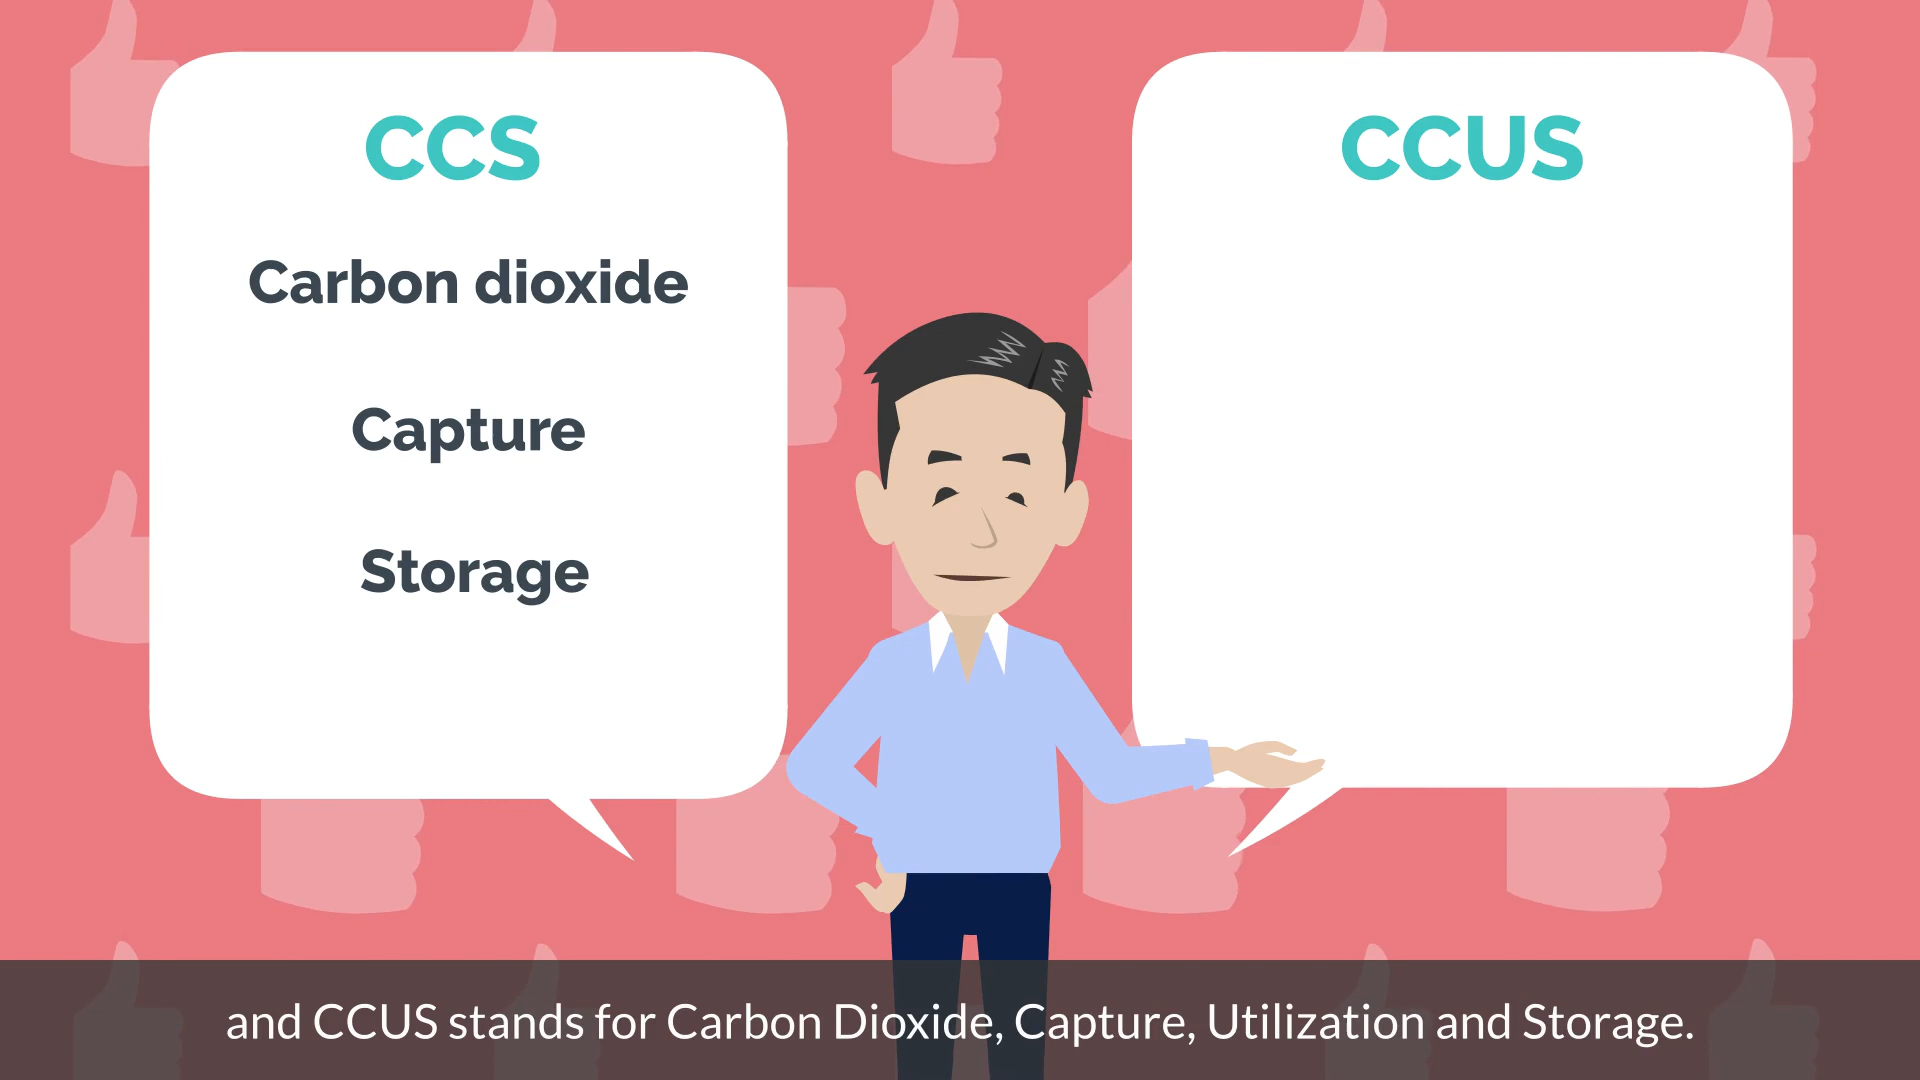 CCS
Carbon dioxide
Capture
Storage
CCUS
and CCUS stands for Carbon Dioxide, Capture, Utilization and Storage.